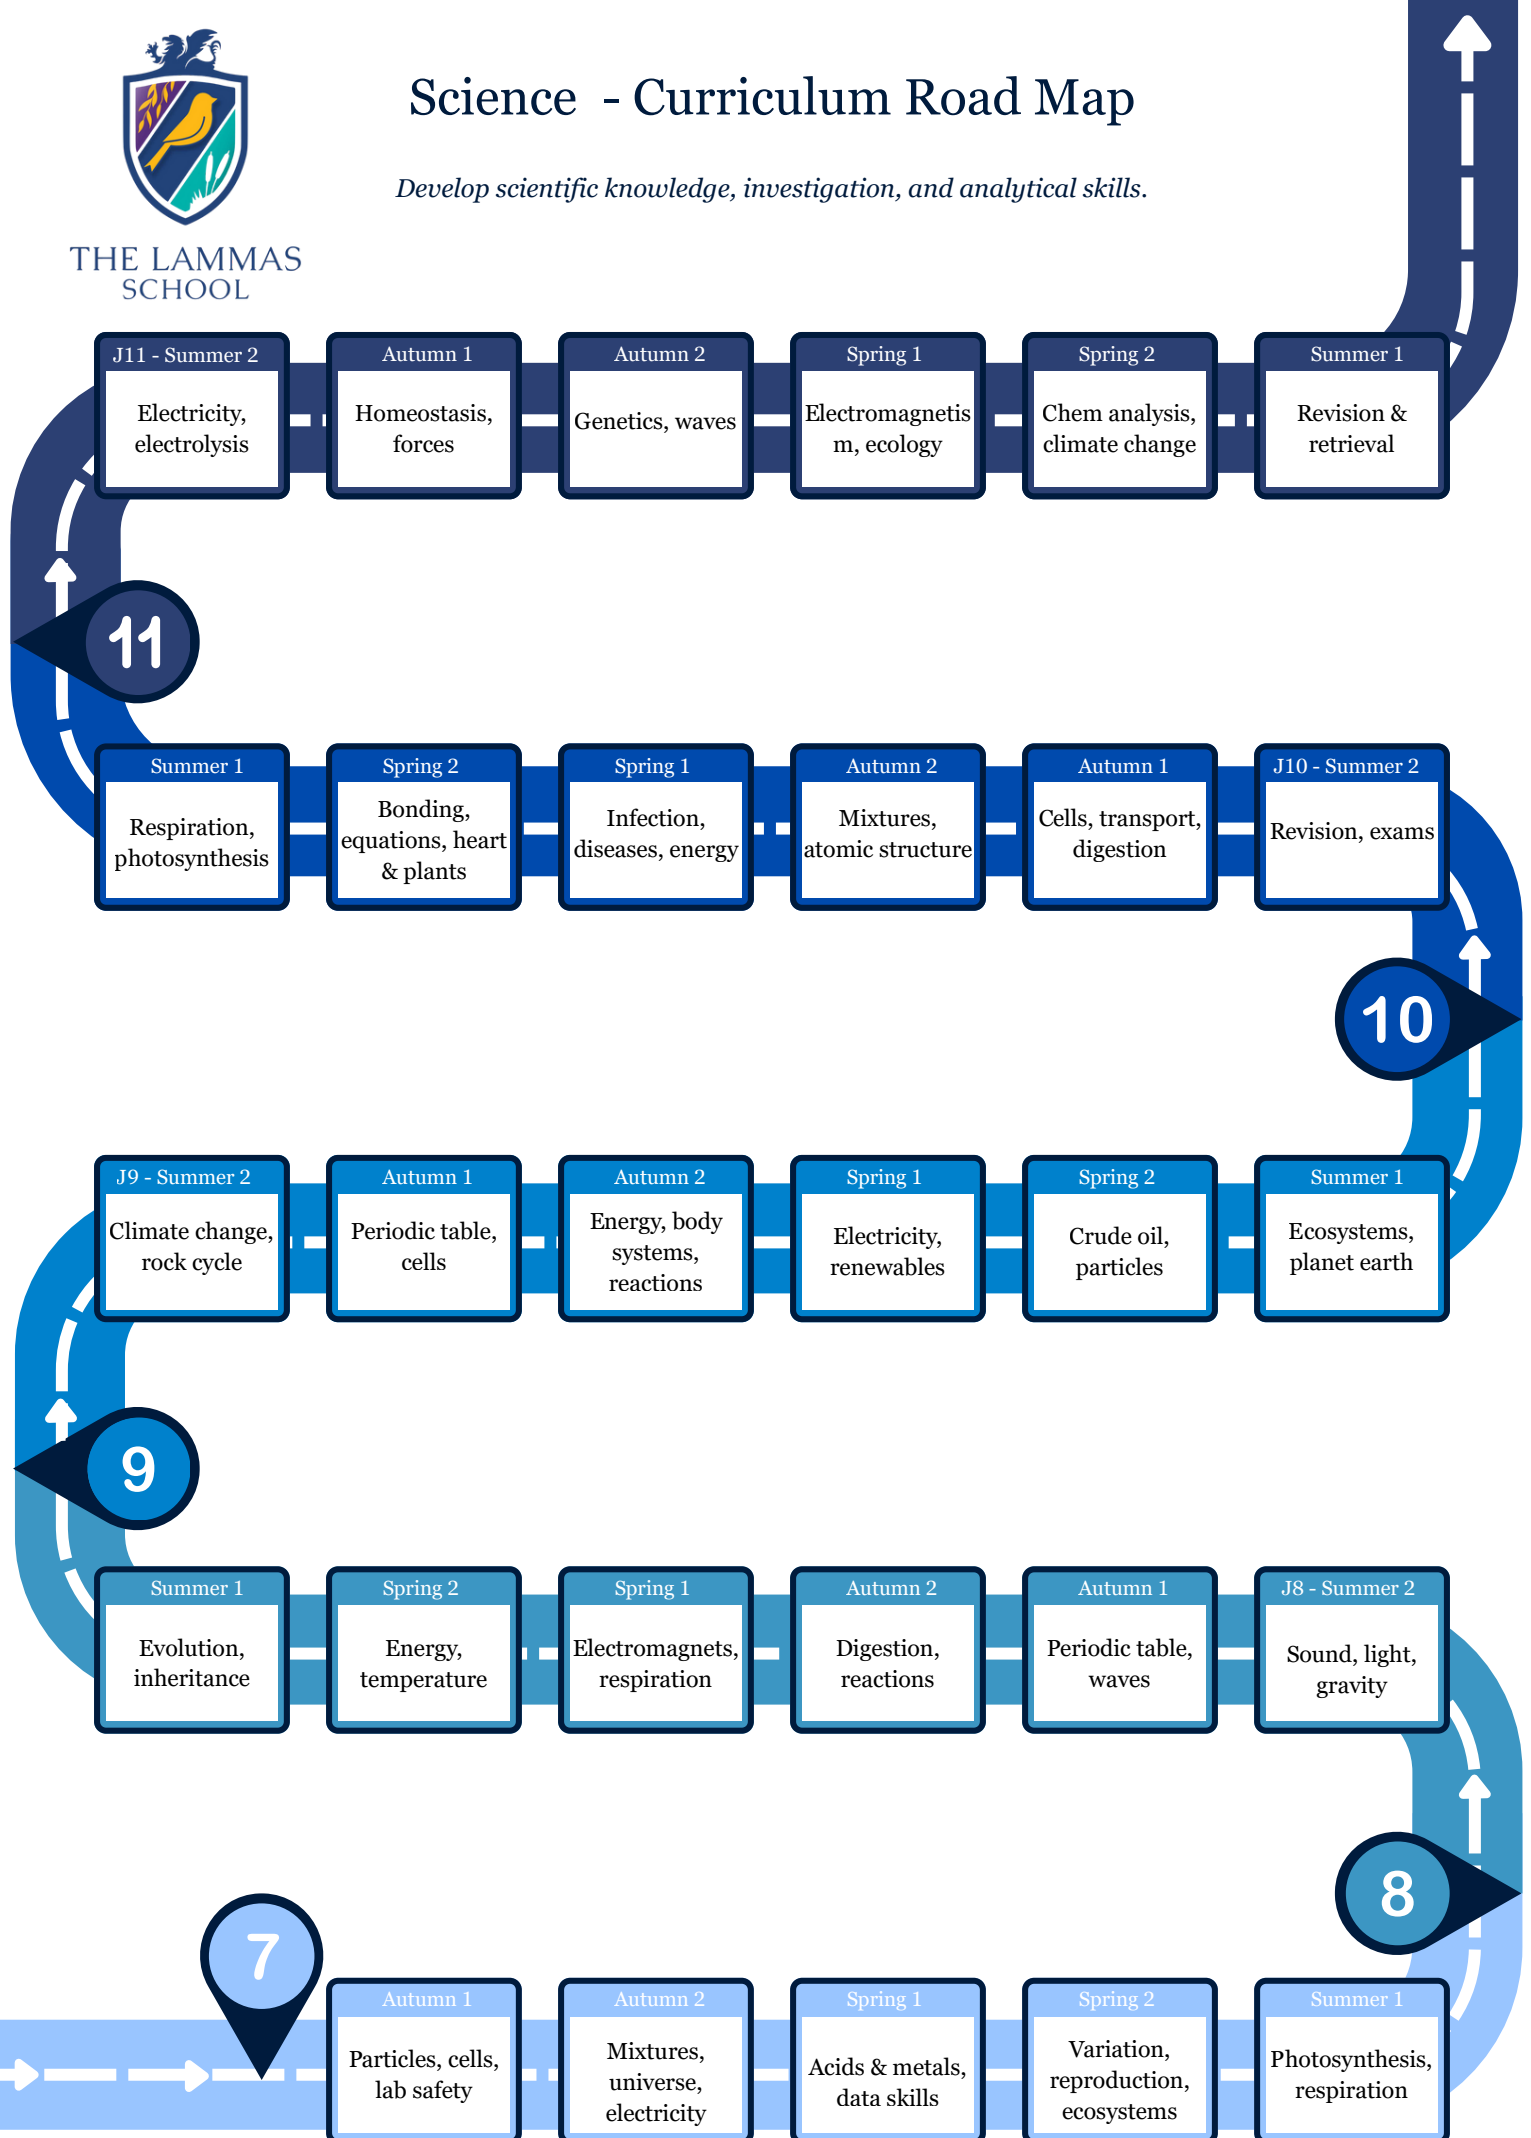 Science - Curriculum Road Map
Develop scientific knowledge, investigation, and analytical skills.
THE LAMMAS
SCHOOL
J11 - Summer 2
Electricity,
electrolysis
Autumn 1
Homeostasis,
forces
Autumn 2
Genetics, waves
Spring 1
Electromagnetis
m, ecology
Spring 2
Chem analysis,
climate change
Summer 1
Revision &
retrieval
11
Summer 1
Respiration,
photosynthesis
Spring 2
Bonding,
equations, heart
& plants
Spring 1
Infection,
diseases, energy
Autumn 2
Mixtures,
atomic structure
Autumn 1
Cells, transport,
digestion
J10 - Summer 2
Revision, exams
10
J9 - Summer 2
Climate change,
rock cycle
Autumn 1
Periodic table,
cells
Autumn 2
Energy, body
systems,
reactions
Spring 1
Electricity,
renewables
Spring 2
Crude oil,
particles
Summer 1
Ecosystems,
planet earth
9
Summer 1
Evolution,
inheritance
Spring 2
Energy,
temperature
Spring 1
Electromagnets,
respiration
Autumn 2
Digestion,
reactions
Autumn 1
Periodic table,
waves
J8 - Summer 2
Sound, light,
gravity
8
7
Autumn 1
Particles, cells,
lab safety
Autumn 2
Mixtures,
universe,
electricity
Spring 1
Acids & metals,
data skills
Spring 2
Variation,
reproduction,
ecosystems
Summer 1
Photosynthesis,
respiration